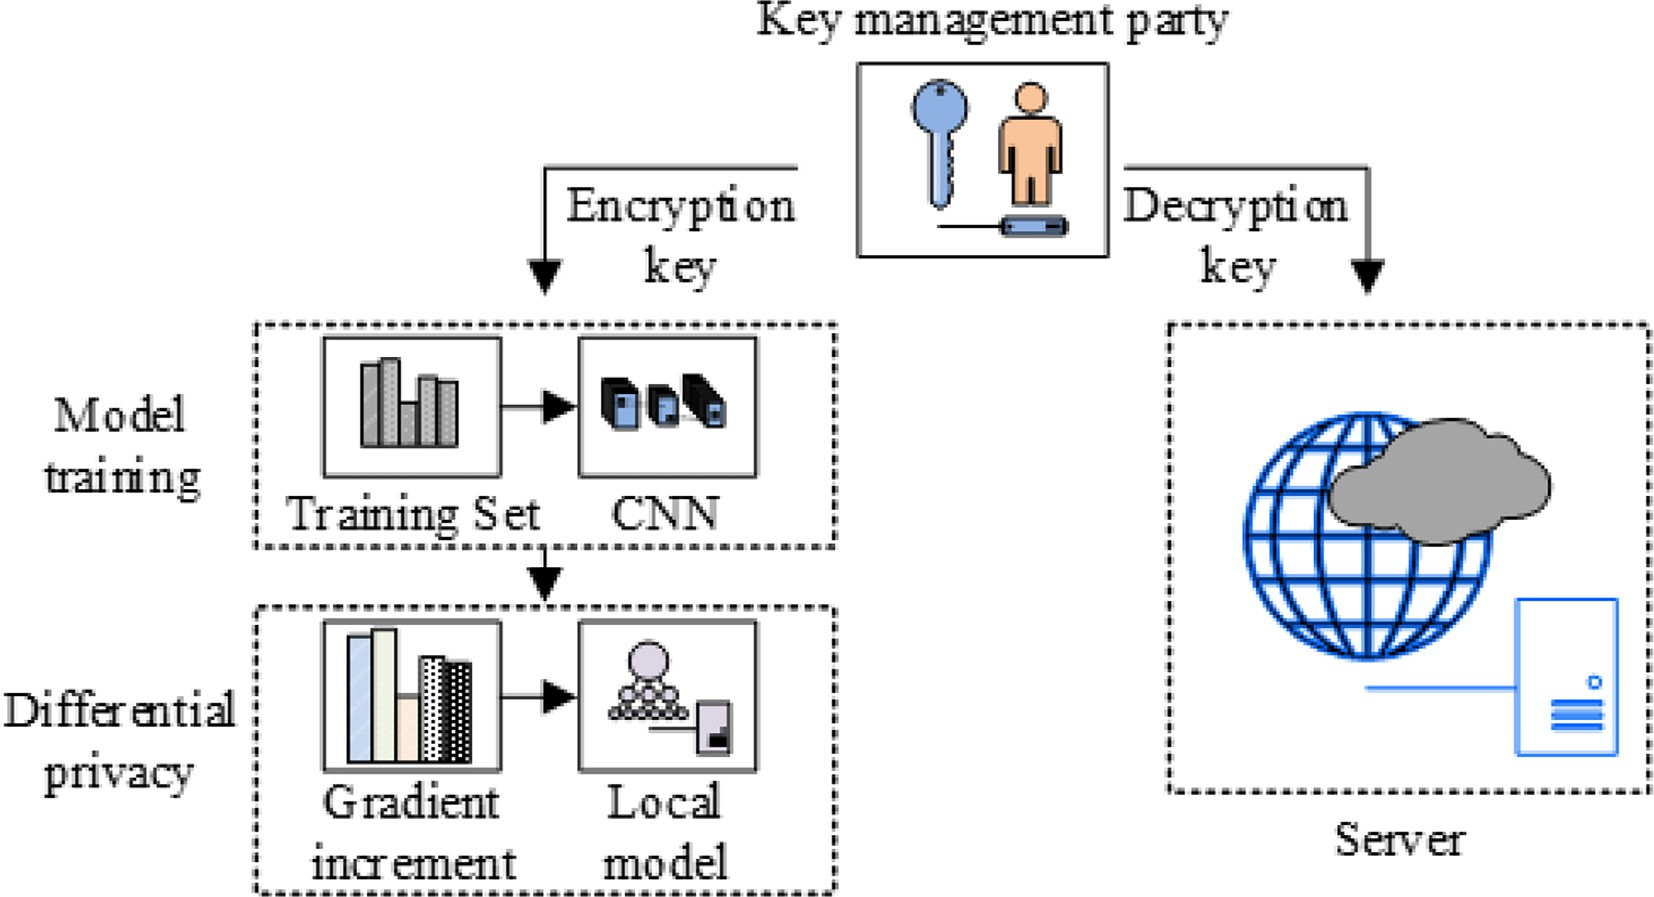 Key management party
Encryption
key
Decryption
key
Model
training
Training Set
CNN
Differential
privacy
Gradient
increment
Local
model
Server